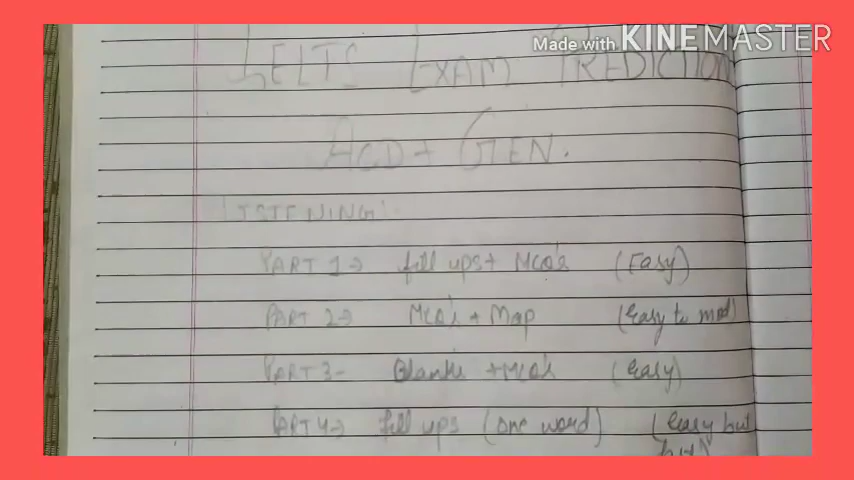 Made with KINEMASTER
IELTS EXAM PREDICTION
ACD + GEN.
LISTENING:
PART 1→ fill ups + MCQ's (Easy)
PART 2→ MCQ's + Map (Easy to mod)
PART 3- Blanks + MCQ's (Easy)
PART 4→ fill ups (one word) (easy but